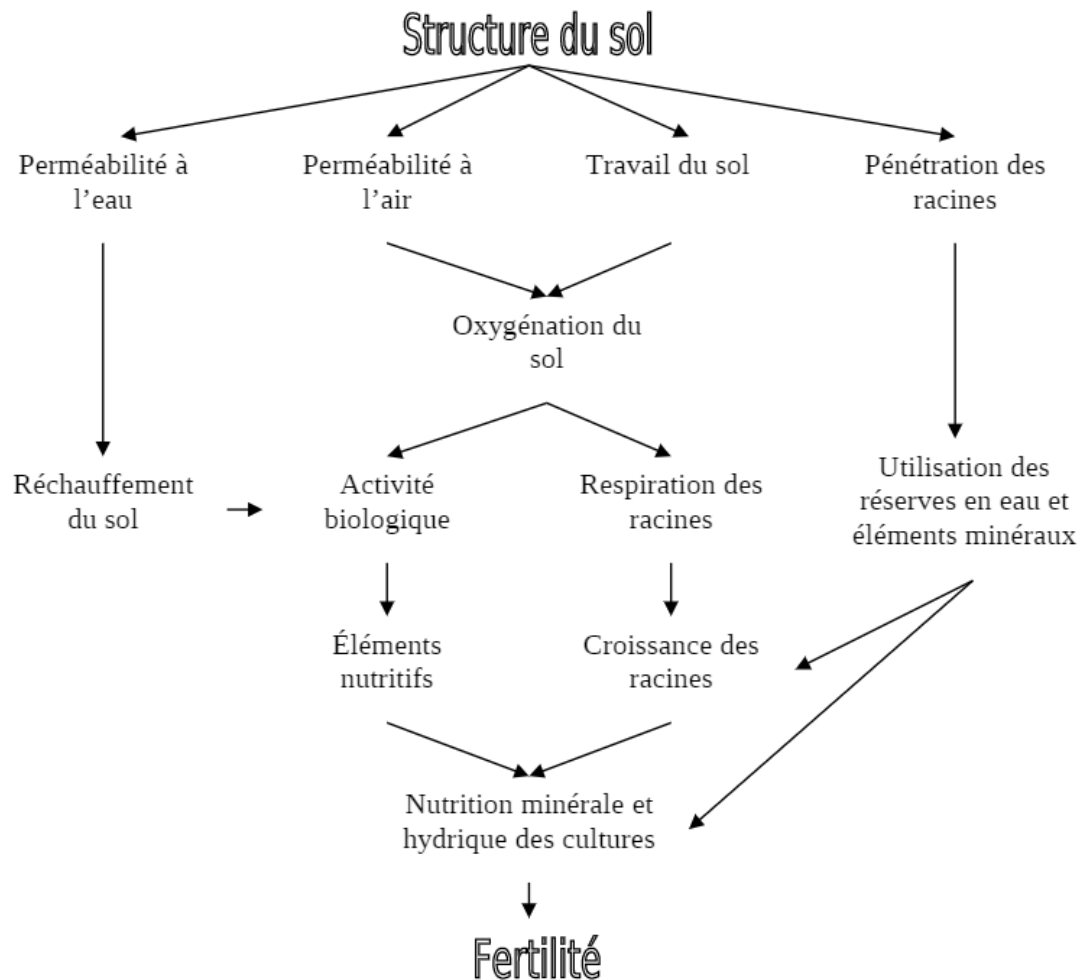 Structure du sol
Perméabilité à
l’eau
Perméabilité à
l’air
Travail du sol
Pénétration des
racines
Oxygénation du
sol
Réchauffement
du sol
Activité
biologique
Respiration des
racines
Utilisation des
réserves en eau et
éléments minéraux
Éléments
nutritifs
Croissance des
racines
Nutrition minérale et
hydrique des cultures
Fertilité